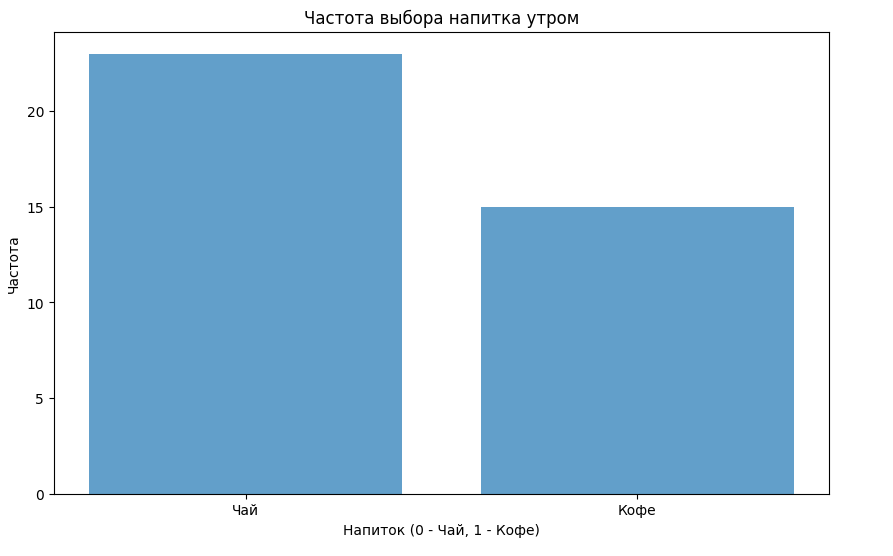 Частота выбора напитка утром
Частота
20
15
10
5
0
Чай
Кофе
Напиток (0 - Чай, 1 - Кофе)